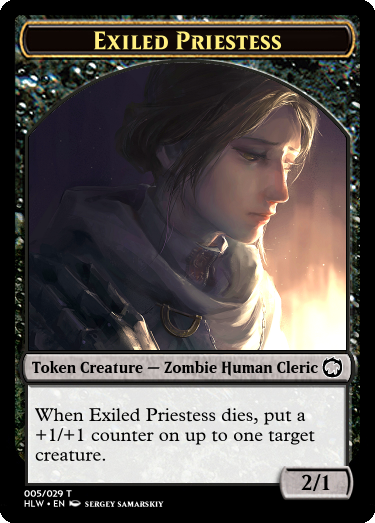 Exiled Priestess
Token Creature — Zombie Human Cleric
When Exiled Priestess dies, put a
+1/+1 counter on up to one target
creature.
2/1
005/029 T
HLW • EN SERGEY SAMARSKIY